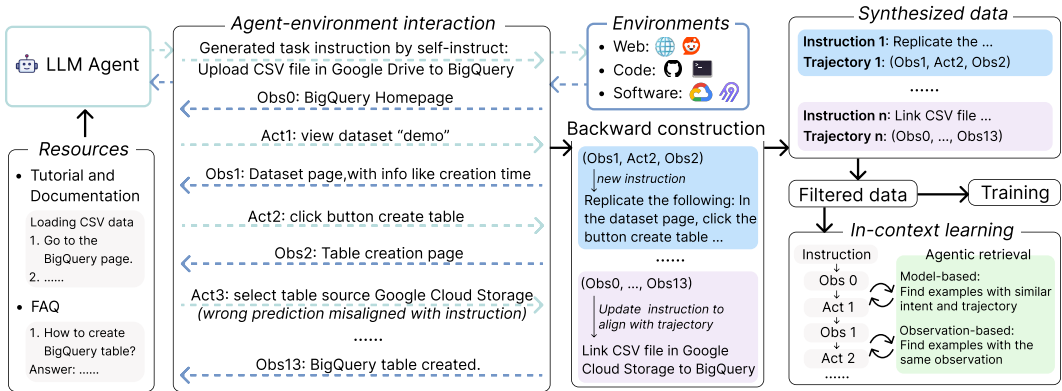 LLM Agent
Resources
• Tutorial and
Documentation
Loading CSV data
1. Go to the
BigQuery page.
2. ......
• FAQ
1. How to create
BigQuery table?
Answer: ......
Agent-environment interaction
Generated task instruction by self-instruct:
Upload CSV file in Google Drive to BigQuery
Obs0: BigQuery Homepage
Act1: view dataset “demo”
Obs1: Dataset page,with info like creation time
Act2: click button create table
Obs2: Table creation page
Act3: select table source Google Cloud Storage
(wrong prediction misaligned with instruction)
......
Obs13: BigQuery table created.
Environments
• Web:
• Code:
• Software:
Backward construction
(Obs1, Act2, Obs2)
new instruction
Replicate the following: In
the dataset page, click the
button create table ...
......
(Obs0, ..., Obs13)
Update instruction to
align with trajectory
Link CSV file in Google
Cloud Storage to BigQuery
Synthesized data
Instruction 1: Replicate the ...
Trajectory 1: (Obs1, Act2, Obs2)
......
Instruction n: Link CSV file ...
Trajectory n: (Obs0, ..., Obs13)
Filtered data
Training
In-context learning
Instruction
Obs 0
Act 1
Obs 1
Act 2
......
Agentic retrieval
Model-based:
Find examples with similar
intent and trajectory
Observation-based:
Find examples with the
same observation